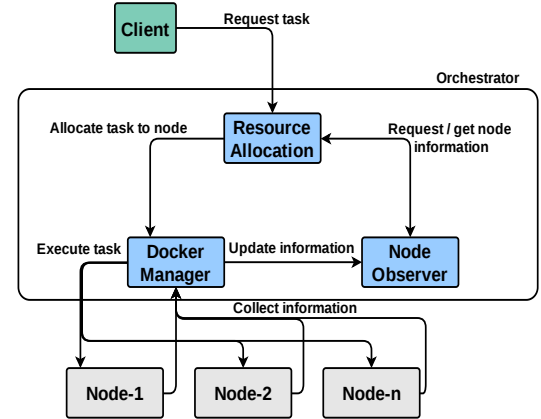 Client
Request task
Orchestrator
Allocate task to node
Resource
Allocation
Request / get node
information
Execute task
Docker
Manager
Update information
Node
Observer
Collect information
Node-1
Node-2
Node-n